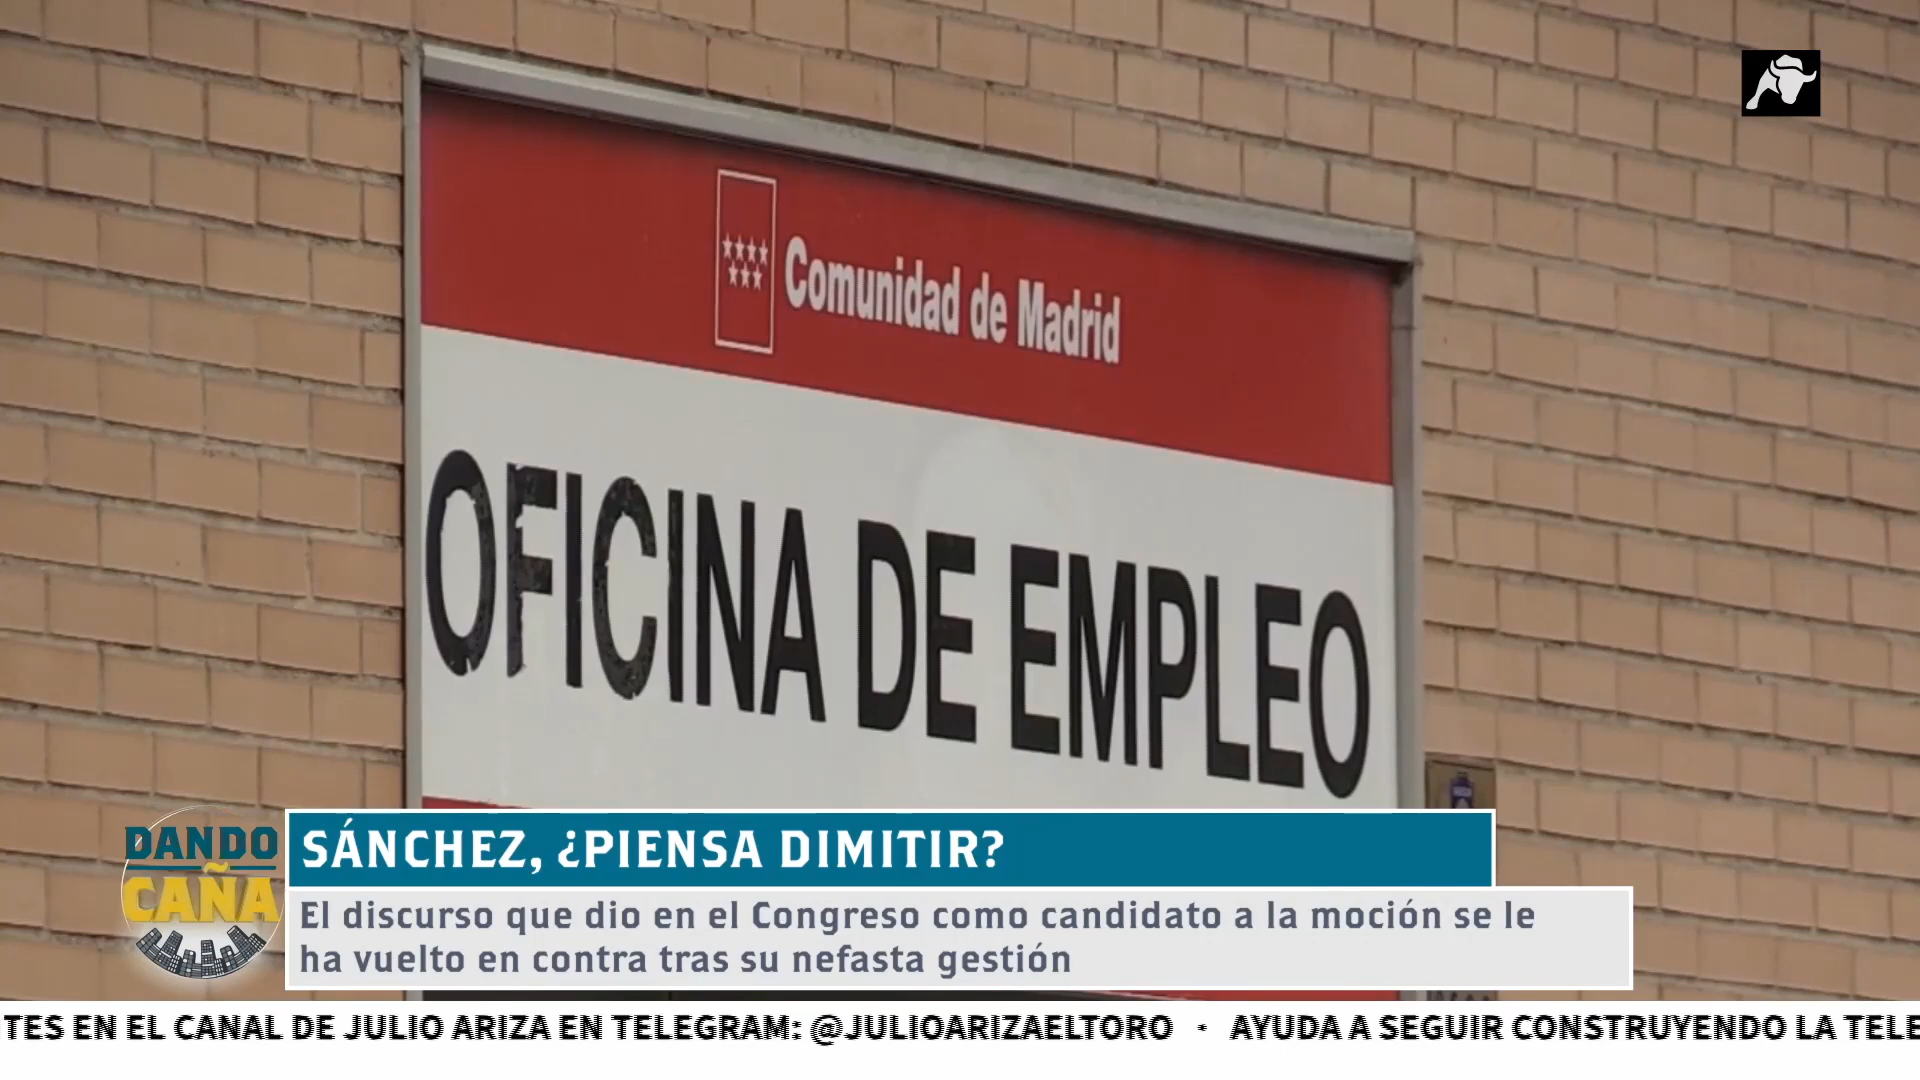 Comunidad de Madrid
OFICINA DE EMPLEO
DANDO
CAÑA
SÁNCHEZ, ¿PIENSA DIMITIR?
El discurso que dio en el Congreso como candidato a la moción se le
ha vuelto en contra tras su nefasta gestión
TES EN EL CANAL DE JULIO ARIZA EN TELEGRAM: @JULIOARIZAELTORO · AYUDA A SEGUIR CONSTRUYENDO LA TELE